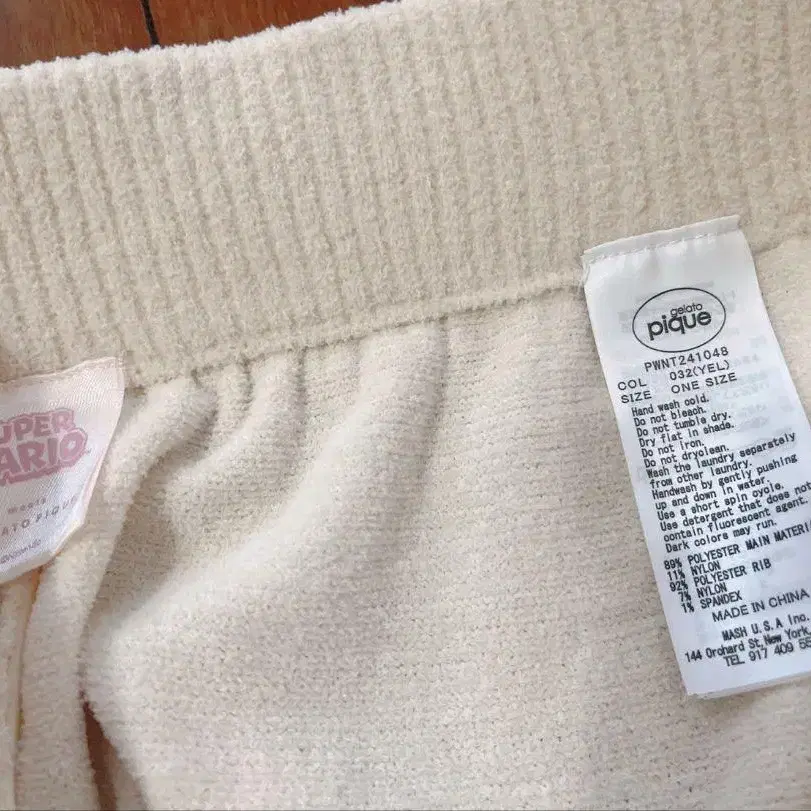 UPER
ARIO
meets
ATO PIQUE
gelato
pique
PWNT241048
COL 032(YEL)
SIZE ONE SIZE
Hand wash cold.
Do not bleach.
Do not tumble dry.
Dry flat in shade.
Do not iron.
Do not dryclean.
Wash the laundry separately
from other laundry.
Handwash by gently pushing
up and down in water.
Use a short spin cycle.
Use detergent that does not
contain fluorescent agent.
Dark colors may run.
89% POLYESTER MAIN MATERI
11% NYLON
92% POLYESTER RIB
7% NYLON
1% SPANDEX
MADE IN CHINA
MASH U.S.A Inc.
144 Orchard St,New York,
TEL 917 409 55